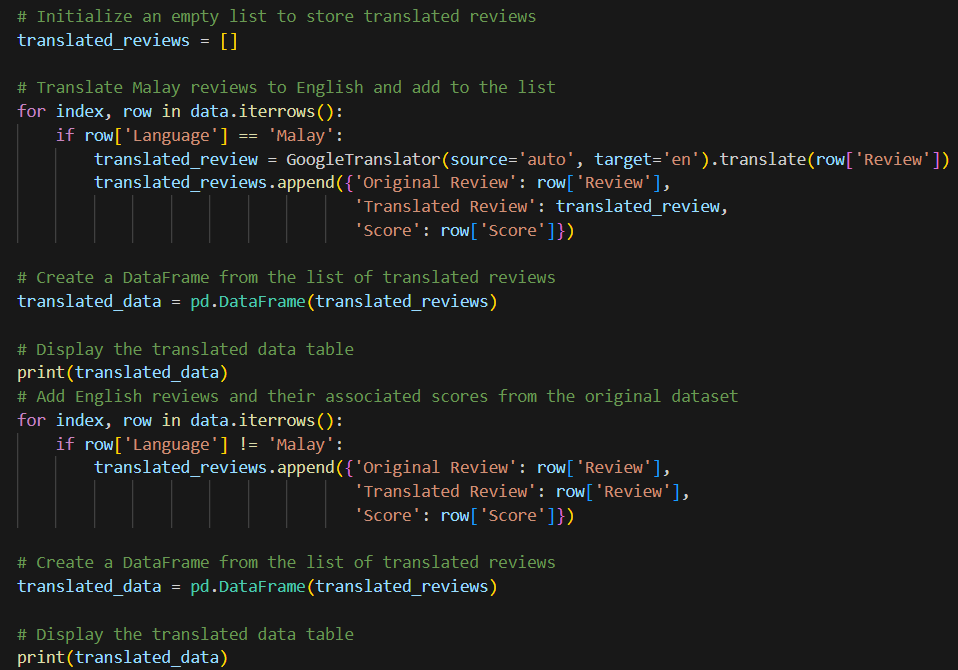 # Initialize an empty list to store translated reviews
translated_reviews = []
# Translate Malay reviews to English and add to the list
for index, row in data.iterrows():
    if row['Language'] == 'Malay':
        translated_review = GoogleTranslator(source='auto', target='en').translate(row['Review'])
        translated_reviews.append({'Original Review': row['Review'],
                                   'Translated Review': translated_review,
                                   'Score': row['Score']})
# Create a DataFrame from the list of translated reviews
translated_data = pd.DataFrame(translated_reviews)
# Display the translated data table
print(translated_data)
# Add English reviews and their associated scores from the original dataset
for index, row in data.iterrows():
    if row['Language'] != 'Malay':
        translated_reviews.append({'Original Review': row['Review'],
                                   'Translated Review': row['Review'],
                                   'Score': row['Score']})
# Create a DataFrame from the list of translated reviews
translated_data = pd.DataFrame(translated_reviews)
# Display the translated data table
print(translated_data)